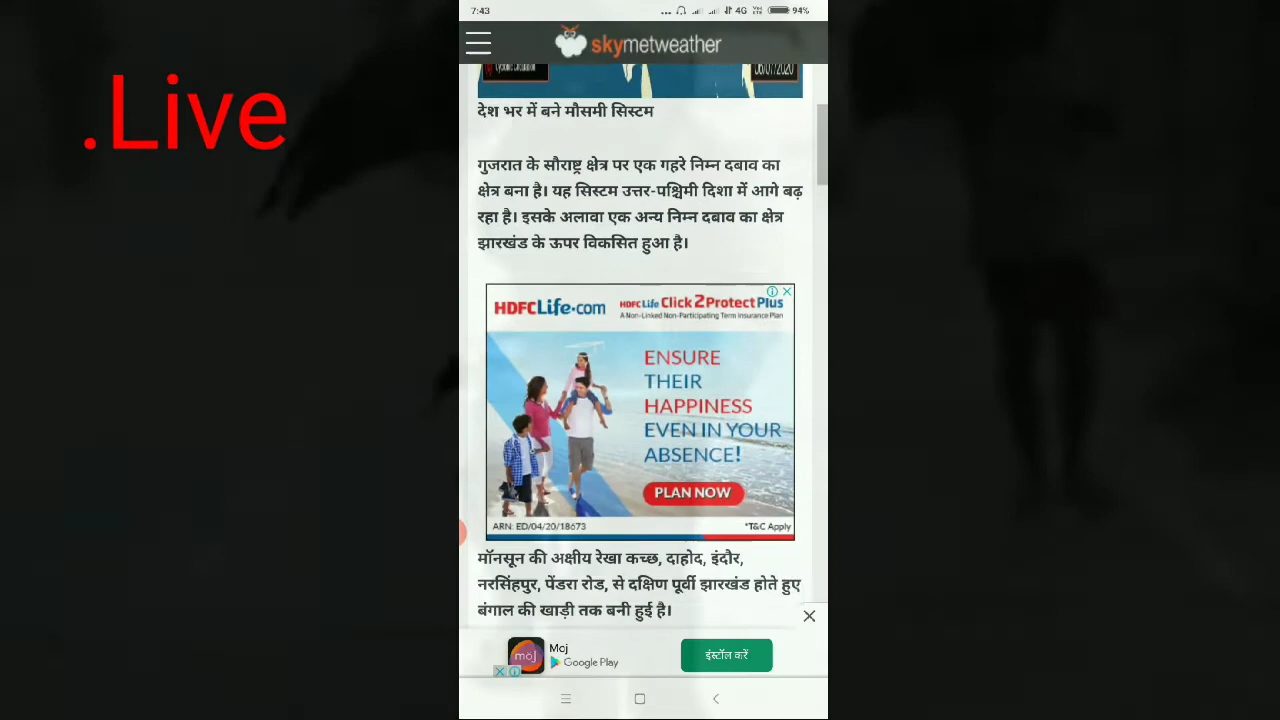 7:43
4G
94%
.Live
skymetweather
06/07/2020
देश भर में बने मौसमी सिस्टम
गुजरात के सौराष्ट्र क्षेत्र पर एक गहरे निम्न दबाव का
क्षेत्र बना है। यह सिस्टम उत्तर-पश्चिमी दिशा में आगे बढ़
रहा है। इसके अलावा एक अन्य निम्न दबाव का क्षेत्र
झारखंड के ऊपर विकसित हुआ है।
HDFCLife.com
HDFC Life Click 2 Protect Plus
A Non-Linked Non-Participating Term Insurance Plan
ENSURE
THEIR
HAPPINESS
EVEN IN YOUR
ABSENCE!
PLAN NOW
ARN: ED/04/20/18673
*T&C Apply
मॉनसून की अक्षीय रेखा कच्छ, दाहोद, इंदौर,
नरसिंहपुर, पेंडरा रोड, से दक्षिण पूर्वी झारखंड होते हुए
बंगाल की खाड़ी तक बनी हुई है।
moj
Moj
Google Play
इंस्टॉल करें